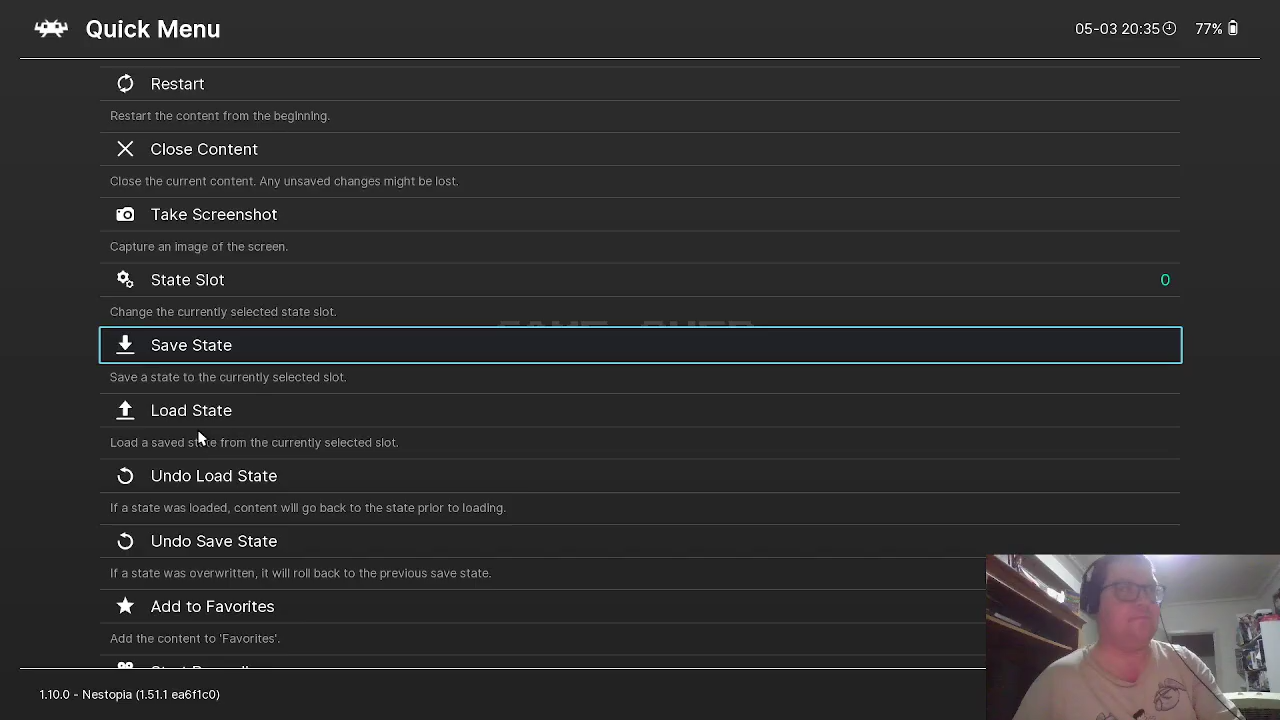 Quick Menu
05-03 20:35 77%
Restart
Restart the content from the beginning.
Close Content
Close the current content. Any unsaved changes might be lost.
Take Screenshot
Capture an image of the screen.
State Slot 0
Change the currently selected state slot.
GAME OVER
Save State
Save a state to the currently selected slot.
Load State
Load a saved state from the currently selected slot.
Undo Load State
If a state was loaded, content will go back to the state prior to loading.
Undo Save State
If a state was overwritten, it will roll back to the previous save state.
Add to Favorites
Add the content to 'Favorites'.
1.10.0 - Nestopia (1.51.1 ea6f1c0)